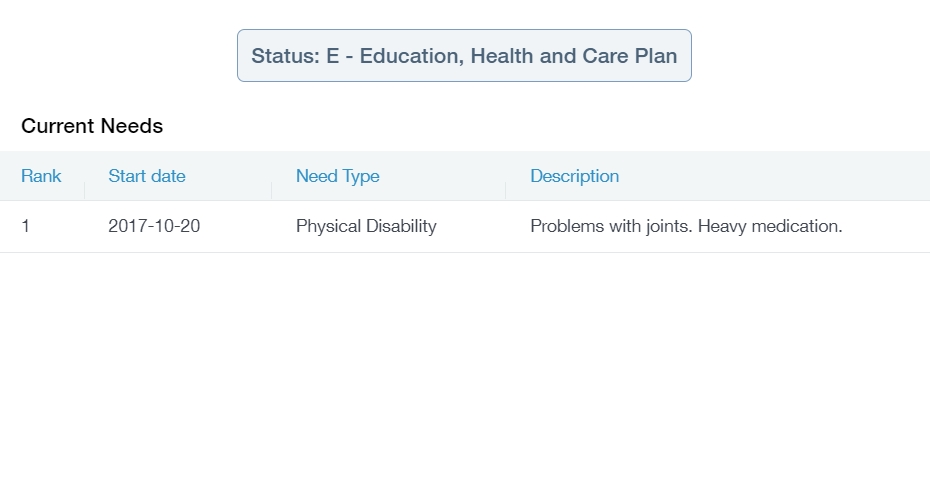 Status: E - Education, Health and Care Plan
Current Needs
Rank Start date Need Type Description
1 2017-10-20 Physical Disability Problems with joints. Heavy medication.